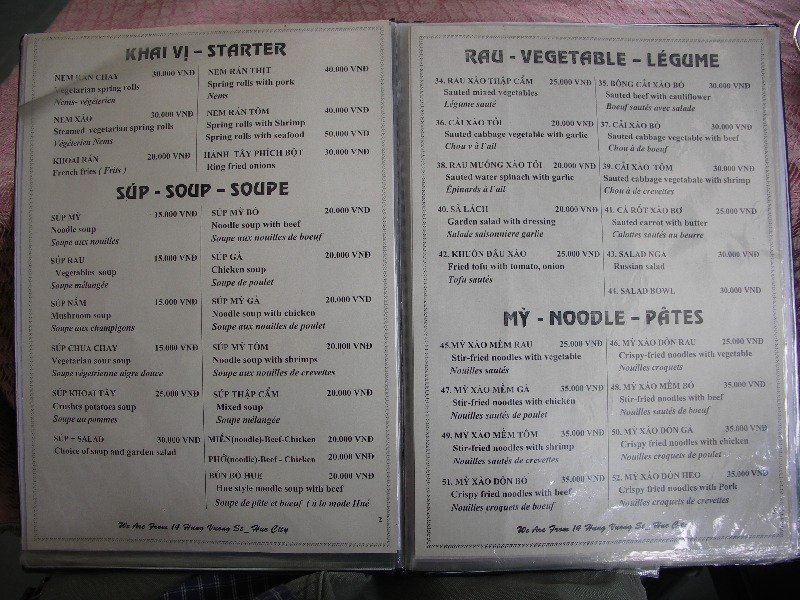 KHAI VỊ – STARTER
NEM RÁN CHAY 30.000 VNĐ
Vegetarian spring rolls
Nems- végéterien
NEM XÁO 30.000 VNĐ
Steamed vegetarian spring rolls
Végéterien Nems
KHOAI RÁN 20.000 VNĐ
French fries ( Frits )
NEM RÁN THỊT 40.000 VNĐ
Spring rolls with pork
Nems
NEM RÁN TÔM 40.000 VNĐ
Spring rolls with Shrimp
Spring rolls with seafood 50.000 VNĐ
HÀNH TÂY PHÍCH BỘT 30.000 VNĐ
Ring fried onions
SÚP - SOUP – SOUPE
SÚP MỲ 15.000 VNĐ
Noodle soup
Soupe aux nouilles
SÚP RAU 15.000 VNĐ
Vegetables soup
Soupe mélangée
SÚP NẤM 15.000 VNĐ
Mushroom soup
Soupe aux champigons
SÚP CHUA CHAY 15.000 VNĐ
Vegetarian sour soup
Soupe végétrienne aigre douce
SÚP KHOAI TÂY 25.000 VNĐ
Crushes potatoes soup
Soupe au pommes
SÚP + SALAD 30.000 VNĐ
Choice of soup and garden salad
SÚP MỲ BÒ 20.000 VNĐ
Noodle soup with beef
Soupe aux nouilles de boeuf
SÚP GÀ 20.000 VNĐ
Chicken soup
Soupe de poulet
SÚP MỲ GÀ 20.000 VNĐ
Noodle soup with chicken
Soupe aux nouilles de poulet
SÚP MỲ TÔM 20.000 VNĐ
Noodle soup with shrimps
Soupe aux nouilles de crevettes
SÚP THẬP CẨM 20.000 VNĐ
Mixed soup
Soupe mélangée
MIẾN(noodle)-Beef-Chicken 20.000 VNĐ
PHỞ(noodle)-Beef - Chicken 20.000 VNĐ
BÚN BÒ HUE 20.000 VNĐ
Hue style noodle soup with beef
Soupe de pâte et boeuf ( à la mode Hué
2
We Are From 14 Hung Vuong St_ Hue City
RAU - VEGETABLE - LÉGUME
34. RAU XÀO THẬP CẨM 25.000 VNĐ
Sauted mixed vegetables
Légume sauté
36. CẢI XAO TỎI 20.000 VNĐ
Sauted cabbage vegetable with garlic
Chou v à l'ail
38. RAU MUỐNG XÀO TỎI 20.000 VNĐ
Sauted water spinach with garlic
Épinards à l'ail
40. SÀ LÁCH 20.000 VNĐ
Garden salad with dressing
Salade saisonniere garlie
42. KHUÔN ĐẬU XÀO 25.000 VNĐ
Fried tofu with tomato, onion
Tofu sautés
35. BÔNG CẢI XÀO BÒ 30.000 VNĐ
Sauted beef with cauliflower
Boeuf sautés avec salade
37. CẢI XÀO BÒ 30.000 VNĐ
Sauted cabbage vegetable with beef
Chou à de boeuf
39. CẢI XÀO TÔM 30.000 VNĐ
Sauted cabbage vegetabale with shrimp
Chou à de crevettes
41. CÀ RỐT XÀO BƠ 25.000 VNĐ
Sauted carrot with butter
Calottes sautés au beurre
43. SALAD NGA 30.000 VNĐ
Russian salad
44. SALAD BOWL 30.000 VNĐ
MỲ - NOODLE - PÂTES
45.MỲ XÀO MỀM RAU 25.000 VNĐ
Stir-fried noodles with vegetable
Nouilles sautés
47. MỲ XÀO MỀM GÀ 35.000 VNĐ
Stir-fried noodles with chicken
Nouilles sautés de poulet
49. MỲ XÀO MỀM TÔM 35.000 VNĐ
Stir-fried noodles with shrimp
Nouilles sautés de crevettes
51. MỲ XÀO DÒN BÒ 35.000 VNĐ
Crispy fried noodles with beef
Nouilles croquets de boeuf
46. MỲ XÀO DÒN RAU 25.000 VNĐ
Crispy-fried noodles with vegetable
Nouilles croquets
48. MỲ XÀO MỀM BÒ 35.000 VNĐ
Stir-fried noodles with beef
Nouilles sautés de boeuf
50. MỲ XÀO DÒN GÀ 35.000 VNĐ
Crispy fried noodles with chicken
Nouilles croquets de poulet
52. MỲ XÀO DÒN HEO 35.000 VNĐ
Crispy fried noodles with Pork
Nouilles croquets de crevettes
We Are From 14 Hung Vuong St_ Hue City